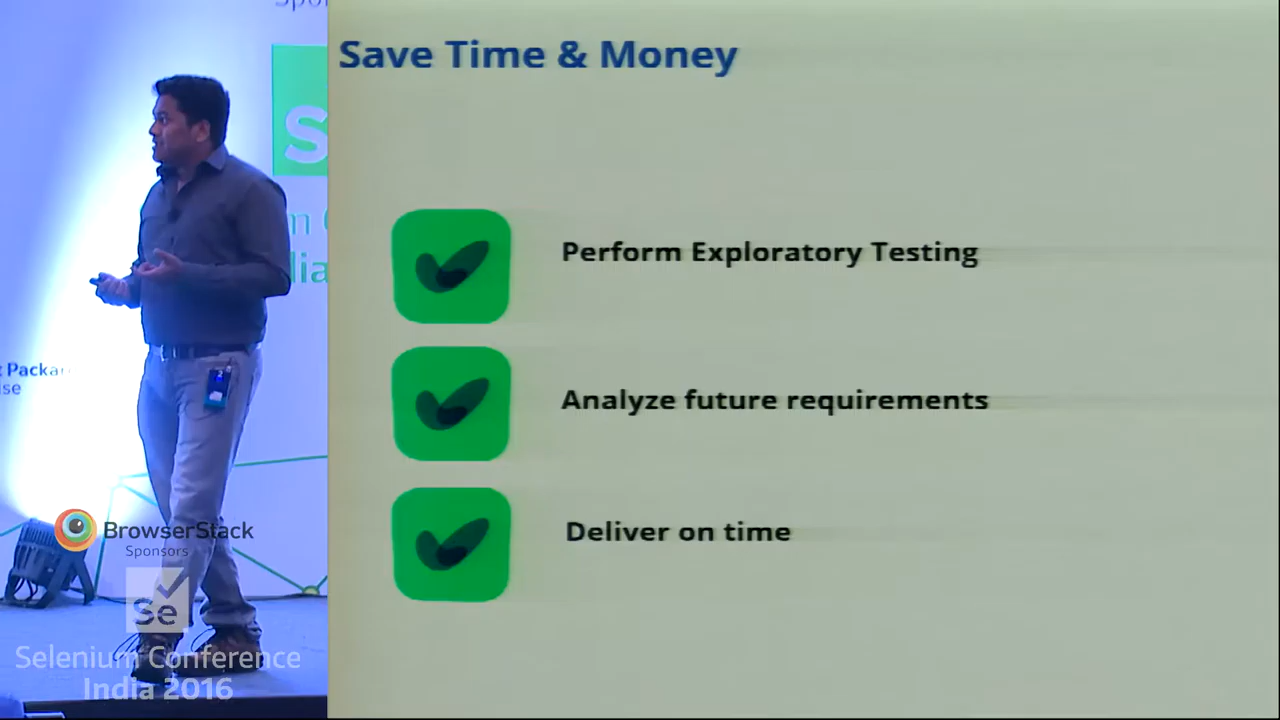 Save Time & Money
Perform Exploratory Testing
Analyze future requirements
Deliver on time
BrowserStack
Sponsors
Se
Selenium Conference
India 2016